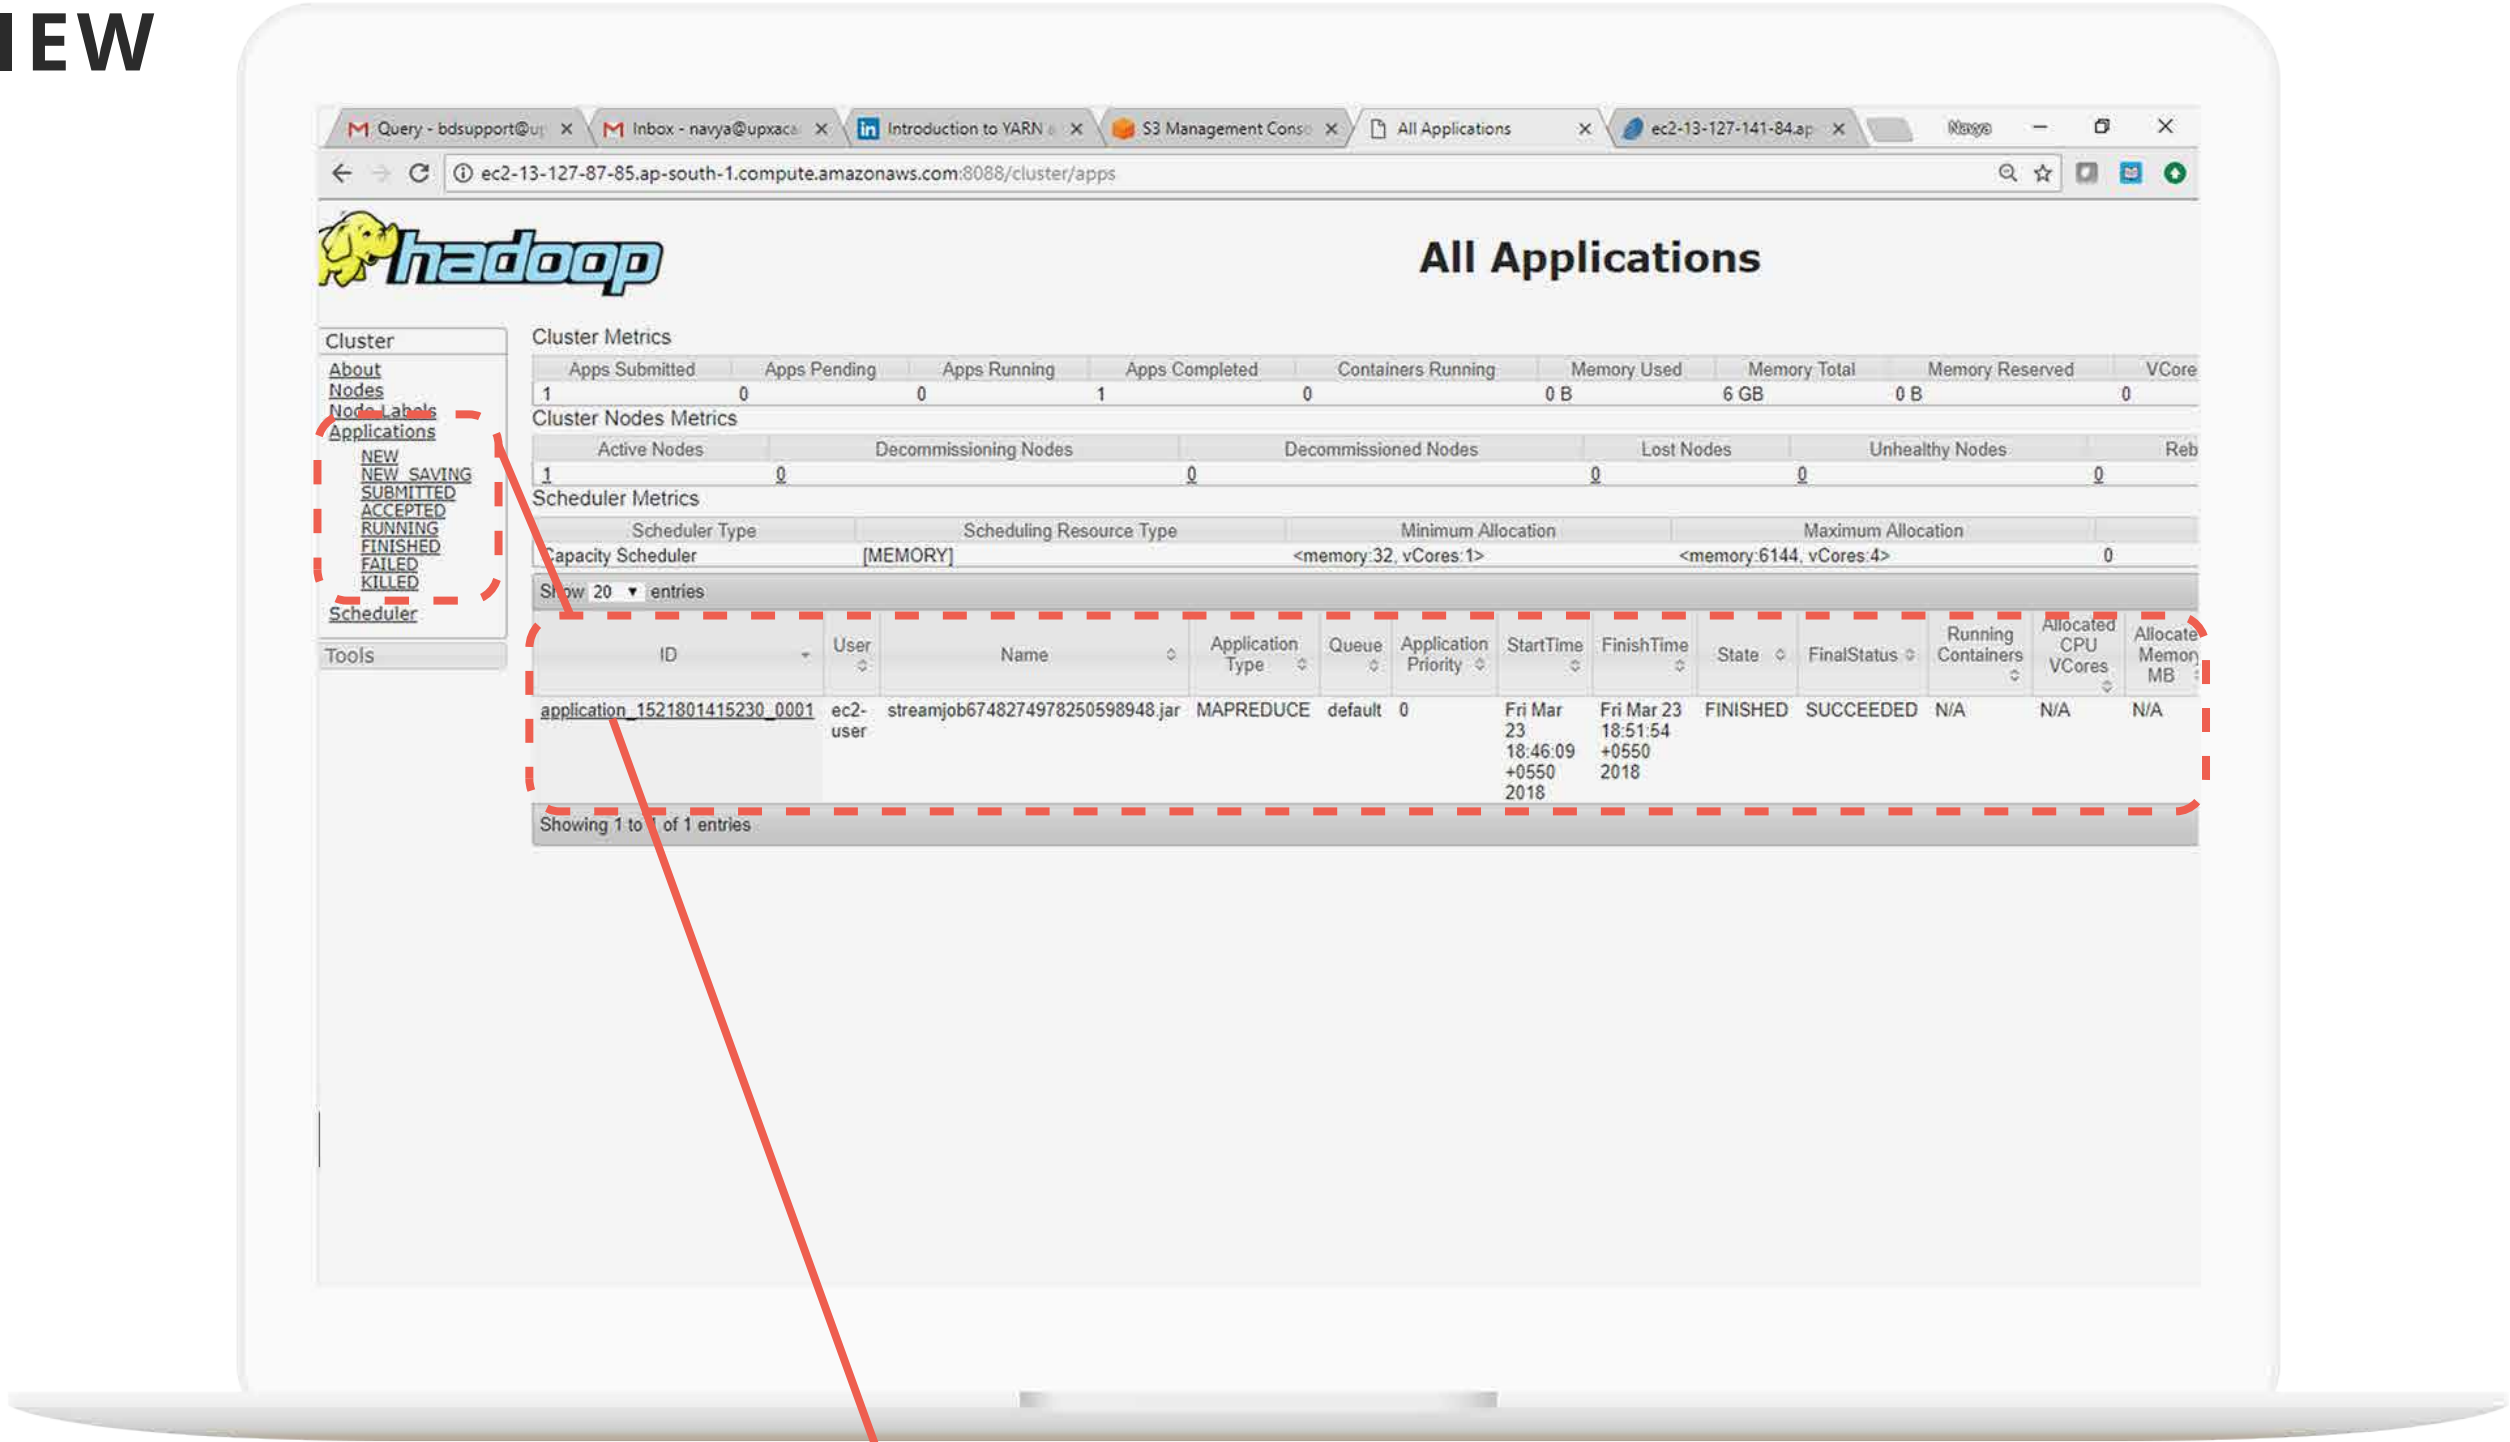 IEW
Query - bdsupport@up
Inbox - navya@upxaca
Introduction to YARN
S3 Management Cons
All Applications
ec2-13-127-141-84.ap
Navya
ec2-13-127-87-85.ap-south-1.compute.amazonaws.com:8088/cluster/apps
hadoop
All Applications
Cluster
About
Nodes
Node Labels
Applications
NEW
NEW_SAVING
SUBMITTED
ACCEPTED
RUNNING
FINISHED
FAILED
KILLED
Scheduler
Tools
Cluster Metrics
Apps Submitted Apps Pending Apps Running Apps Completed Containers Running Memory Used Memory Total Memory Reserved VCore
1 0 0 1 0 0 B 6 GB 0 B 0
Cluster Nodes Metrics
Active Nodes Decommissioning Nodes Decommissioned Nodes Lost Nodes Unhealthy Nodes Reb
1 0 0 0 0 0
Scheduler Metrics
Scheduler Type Scheduling Resource Type Minimum Allocation Maximum Allocation
Capacity Scheduler [MEMORY] <memory:32, vCores:1> <memory:6144, vCores:4> 0
Show 20 entries
ID User Name Application Type Queue Application Priority StartTime FinishTime State FinalStatus Running Containers Allocated CPU VCores Allocate Memory MB
application_1521801415230_0001 ec2-user streamjob6748274978250598948.jar MAPREDUCE default 0 Fri Mar 23 18:46:09 +0550 2018 Fri Mar 23 18:51:54 +0550 2018 FINISHED SUCCEEDED N/A N/A N/A
Showing 1 to 1 of 1 entries